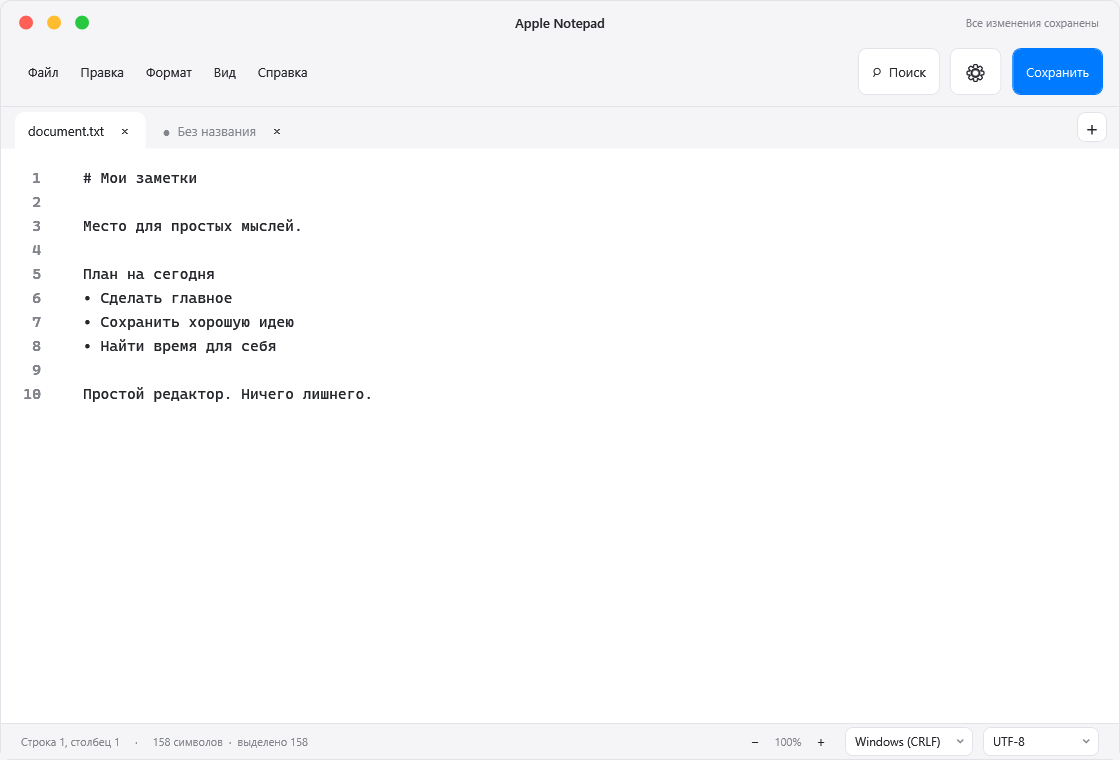 Apple Notepad
Все изменения сохранены
Файл Правка Формат Вид Справка
Поиск
Сохранить
document.txt × ● Без названия ×
+
1 # Мои заметки
2
3 Место для простых мыслей.
4
5 План на сегодня
6 • Сделать главное
7 • Сохранить хорошую идею
8 • Найти время для себя
9
10 Простой редактор. Ничего лишнего.
Строка 1, столбец 1 · 158 символов · выделено 158
− 100% + Windows (CRLF) UTF-8